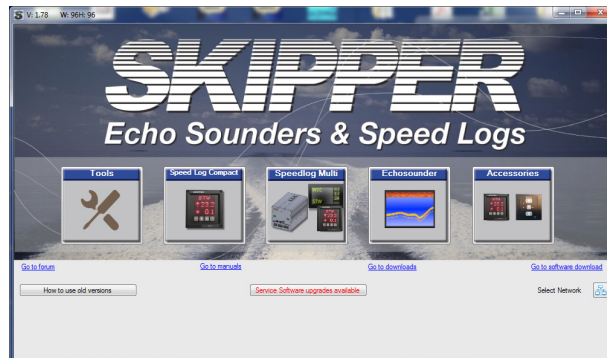 V: 1.78 W: 96H: 96
SKIPPER
Echo Sounders & Speed Logs
Tools
Speed Log Compact
Speedlog Multi
Echosounder
Accessories
Go to forum
Go to manuals
Go to downloads
Go to software download
How to use old versions
Service Software upgrades available
Select Network